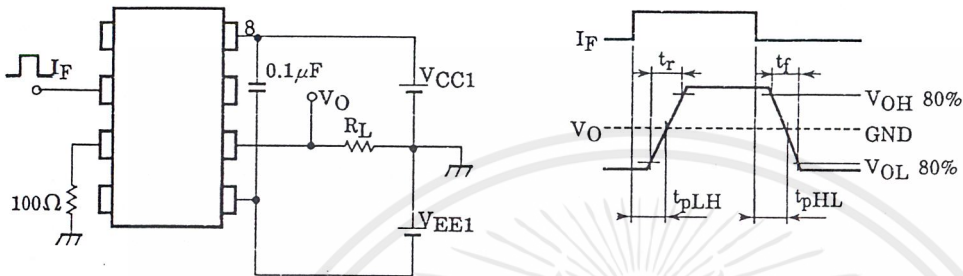 8
I_F
0.1μF
V_CC1
V_O
R_L
100Ω
V_EE1
I_F
t_r
t_f
V_OH 80%
V_O
GND
V_OL 80%
t_pLH
t_pHL